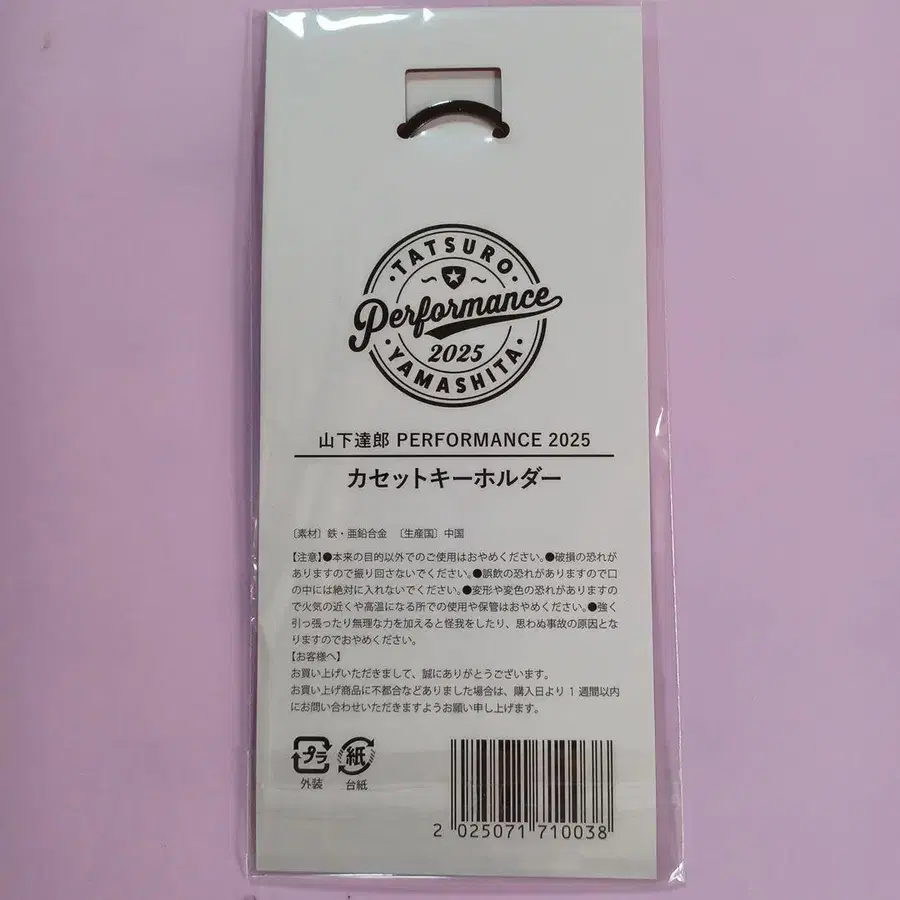 ・TATSURO・
Performance
2025
YAMASHITA
山下達郎 PERFORMANCE 2025
カセットキーホルダー
〔素材〕鉄・亜鉛合金 〔生産国〕中国
【注意】●本来の目的以外でのご使用はおやめください。●破損の恐れが
ありますので振り回さないでください。●誤飲の恐れがありますので口
の中には絶対に入れないでください。●変形や変色の恐れがありますの
で火気の近くや高温になる所での使用や保管はおやめください。●強く
引っ張ったり無理な力を加えると怪我をしたり、思わぬ事故の原因とな
りますのでおやめください。
【お客様へ】
お買い上げいただきまして、誠にありがとうございます。
お買い上げ商品に不都合などありました場合は、購入日より1週間以内
にお問い合わせいただきますようお願い申し上げます。
プラ 紙
外装 台紙
2 025071 710038